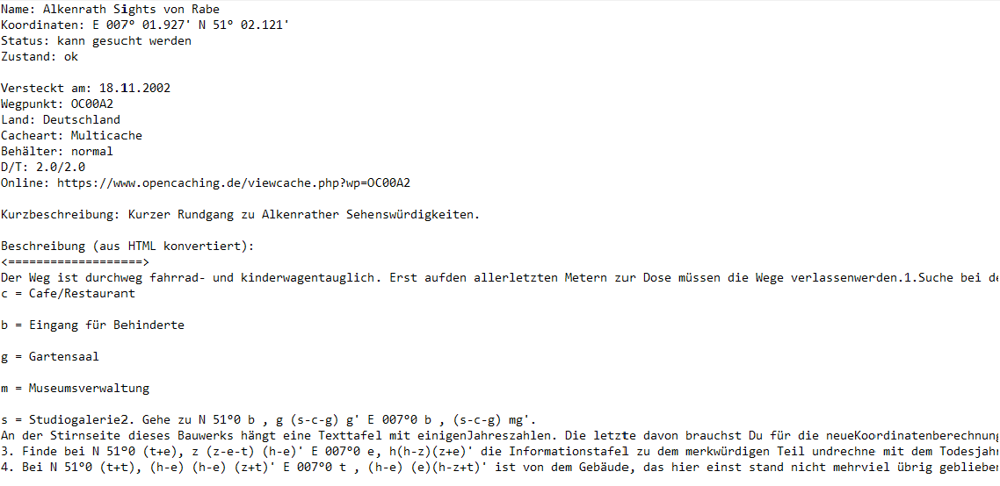 Name: Alkenrath Sights von Rabe
Koordinaten: E 007° 01.927' N 51° 02.121'
Status: kann gesucht werden
Zustand: ok
Versteckt am: 18.11.2002
Wegpunkt: OC00A2
Land: Deutschland
Cacheart: Multicache
Behälter: normal
D/T: 2.0/2.0
Online: https://www.opencaching.de/viewcache.php?wp=OC00A2
Kurzbeschreibung: Kurzer Rundgang zu Alkenrather Sehenswürdigkeiten.
Beschreibung (aus HTML konvertiert):
<===================>
Der Weg ist durchweg fahrrad- und kinderwagentauglich. Erst aufden allerletzten Metern zur Dose müssen die Wege verlassenwerden.1.Suche bei de
c = Cafe/Restaurant
b = Eingang für Behinderte
g = Gartensaal
m = Museumsverwaltung
s = Studiogalerie2. Gehe zu N 51°0 b , g (s-c-g) g' E 007°0 b , (s-c-g) mg'.
An der Stirnseite dieses Bauwerks hängt eine Texttafel mit einigenJahreszahlen. Die letzte davon brauchst Du für die neueKoordinatenberechnung
3. Finde bei N 51°0 (t+e), z (z-e-t) (h-e)' E 007°0 e, h(h-z)(z+e)' die Informationstafel zu dem merkwürdigen Teil undrechne mit dem Todesjahr
4. Bei N 51°0 (t+t), (h-e) (h-e) (z+t)' E 007°0 t , (h-e) (e)(h-z+t)' ist von dem Gebäude, das hier einst stand nicht mehrviel übrig geblieben